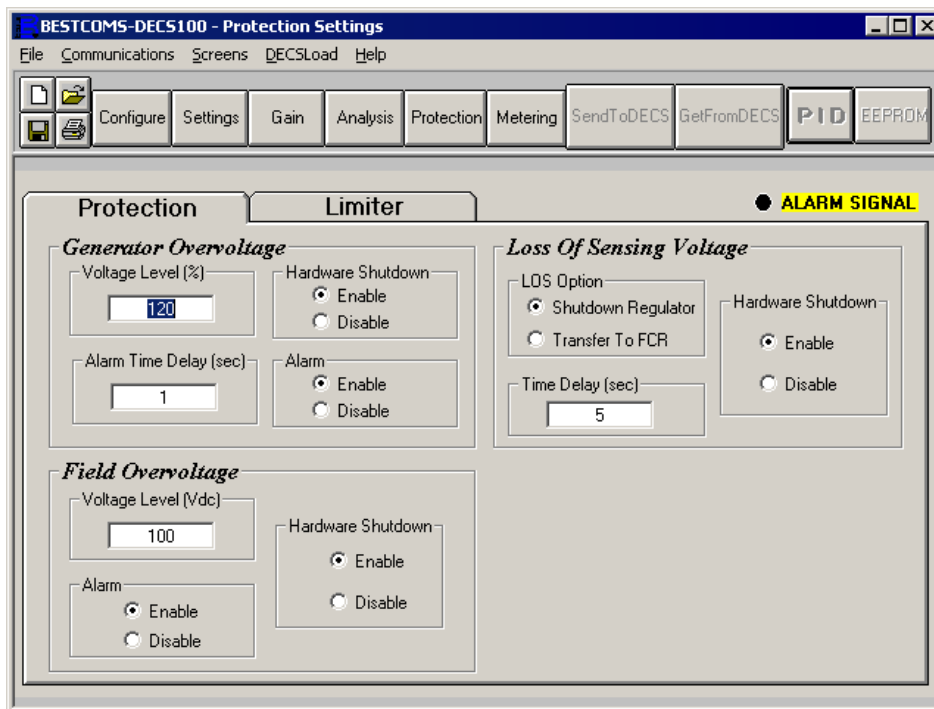 BESTCOMS-DECS100 - Protection Settings
File Communications Screens DECSLoad Help
Configure Settings Gain Analysis Protection Metering SendToDECS GetFromDECS PID EEPROM
Protection Limiter ALARM SIGNAL
Generator Overvoltage
Voltage Level (%)
120
Hardware Shutdown
Enable
Disable
Alarm Time Delay (sec)
1
Alarm
Enable
Disable
Loss Of Sensing Voltage
LOS Option
Shutdown Regulator
Transfer To FCR
Hardware Shutdown
Enable
Disable
Time Delay (sec)
5
Field Overvoltage
Voltage Level (Vdc)
100
Hardware Shutdown
Enable
Disable
Alarm
Enable
Disable